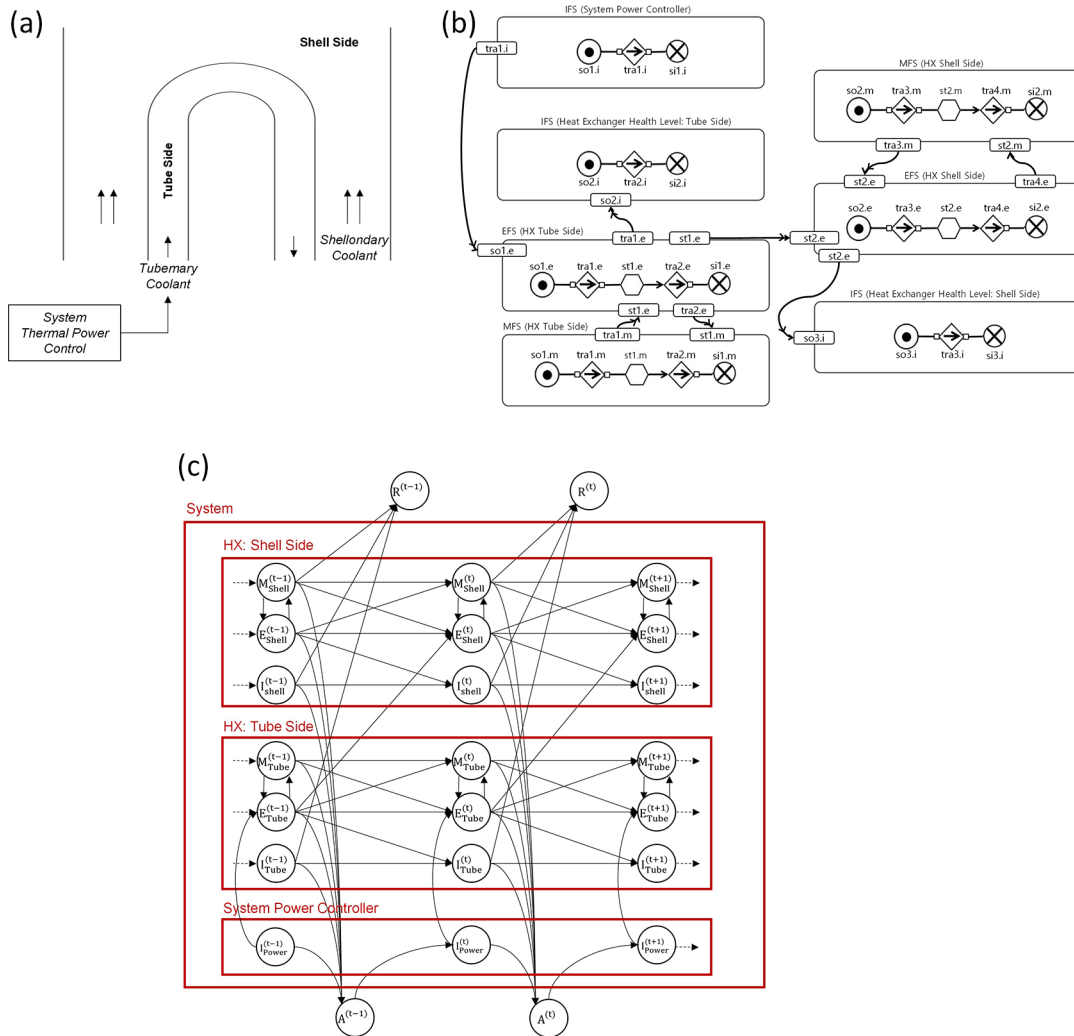 (a)
Shell Side
Tube Side
Tubemary
Coolant
Shellondary
Coolant
System
Thermal Power
Control
(b)
IFS (System Power Controller)
tra1.i
so1.i
tra1.i
si1.i
IFS (Heat Exchanger Health Level: Tube Side)
so2.i
tra2.i
si2.i
so2.i
EFS (HX Tube Side)
tra1.e
st1.e
so1.e
so1.e
tra1.e
st1.e
tra2.e
si1.e
st1.e
tra2.e
MFS (HX Tube Side)
tra1.m
st1.m
so1.m
tra1.m
st1.m
tra2.m
si1.m
MFS (HX Shell Side)
so2.m
tra3.m
st2.m
tra4.m
si2.m
tra3.m
st2.m
EFS (HX Shell Side)
st2.e
tra4.e
so2.e
tra3.e
st2.e
tra4.e
si2.e
st2.e
st2.e
IFS (Heat Exchanger Health Level: Shell Side)
so3.i
so3.i
tra3.i
si3.i
(c)
R(t−1)
R(t)
System
HX: Shell Side
M(t−1)Shell
M(t)Shell
M(t+1)Shell
E(t−1)Shell
E(t)Shell
E(t+1)Shell
I(t−1)shell
I(t)shell
I(t+1)shell
HX: Tube Side
M(t−1)Tube
M(t)Tube
M(t+1)Tube
E(t−1)Tube
E(t)Tube
E(t+1)Tube
I(t−1)Tube
I(t)Tube
I(t+1)Tube
System Power Controller
I(t−1)Power
I(t)Power
I(t+1)Power
A(t−1)
A(t)